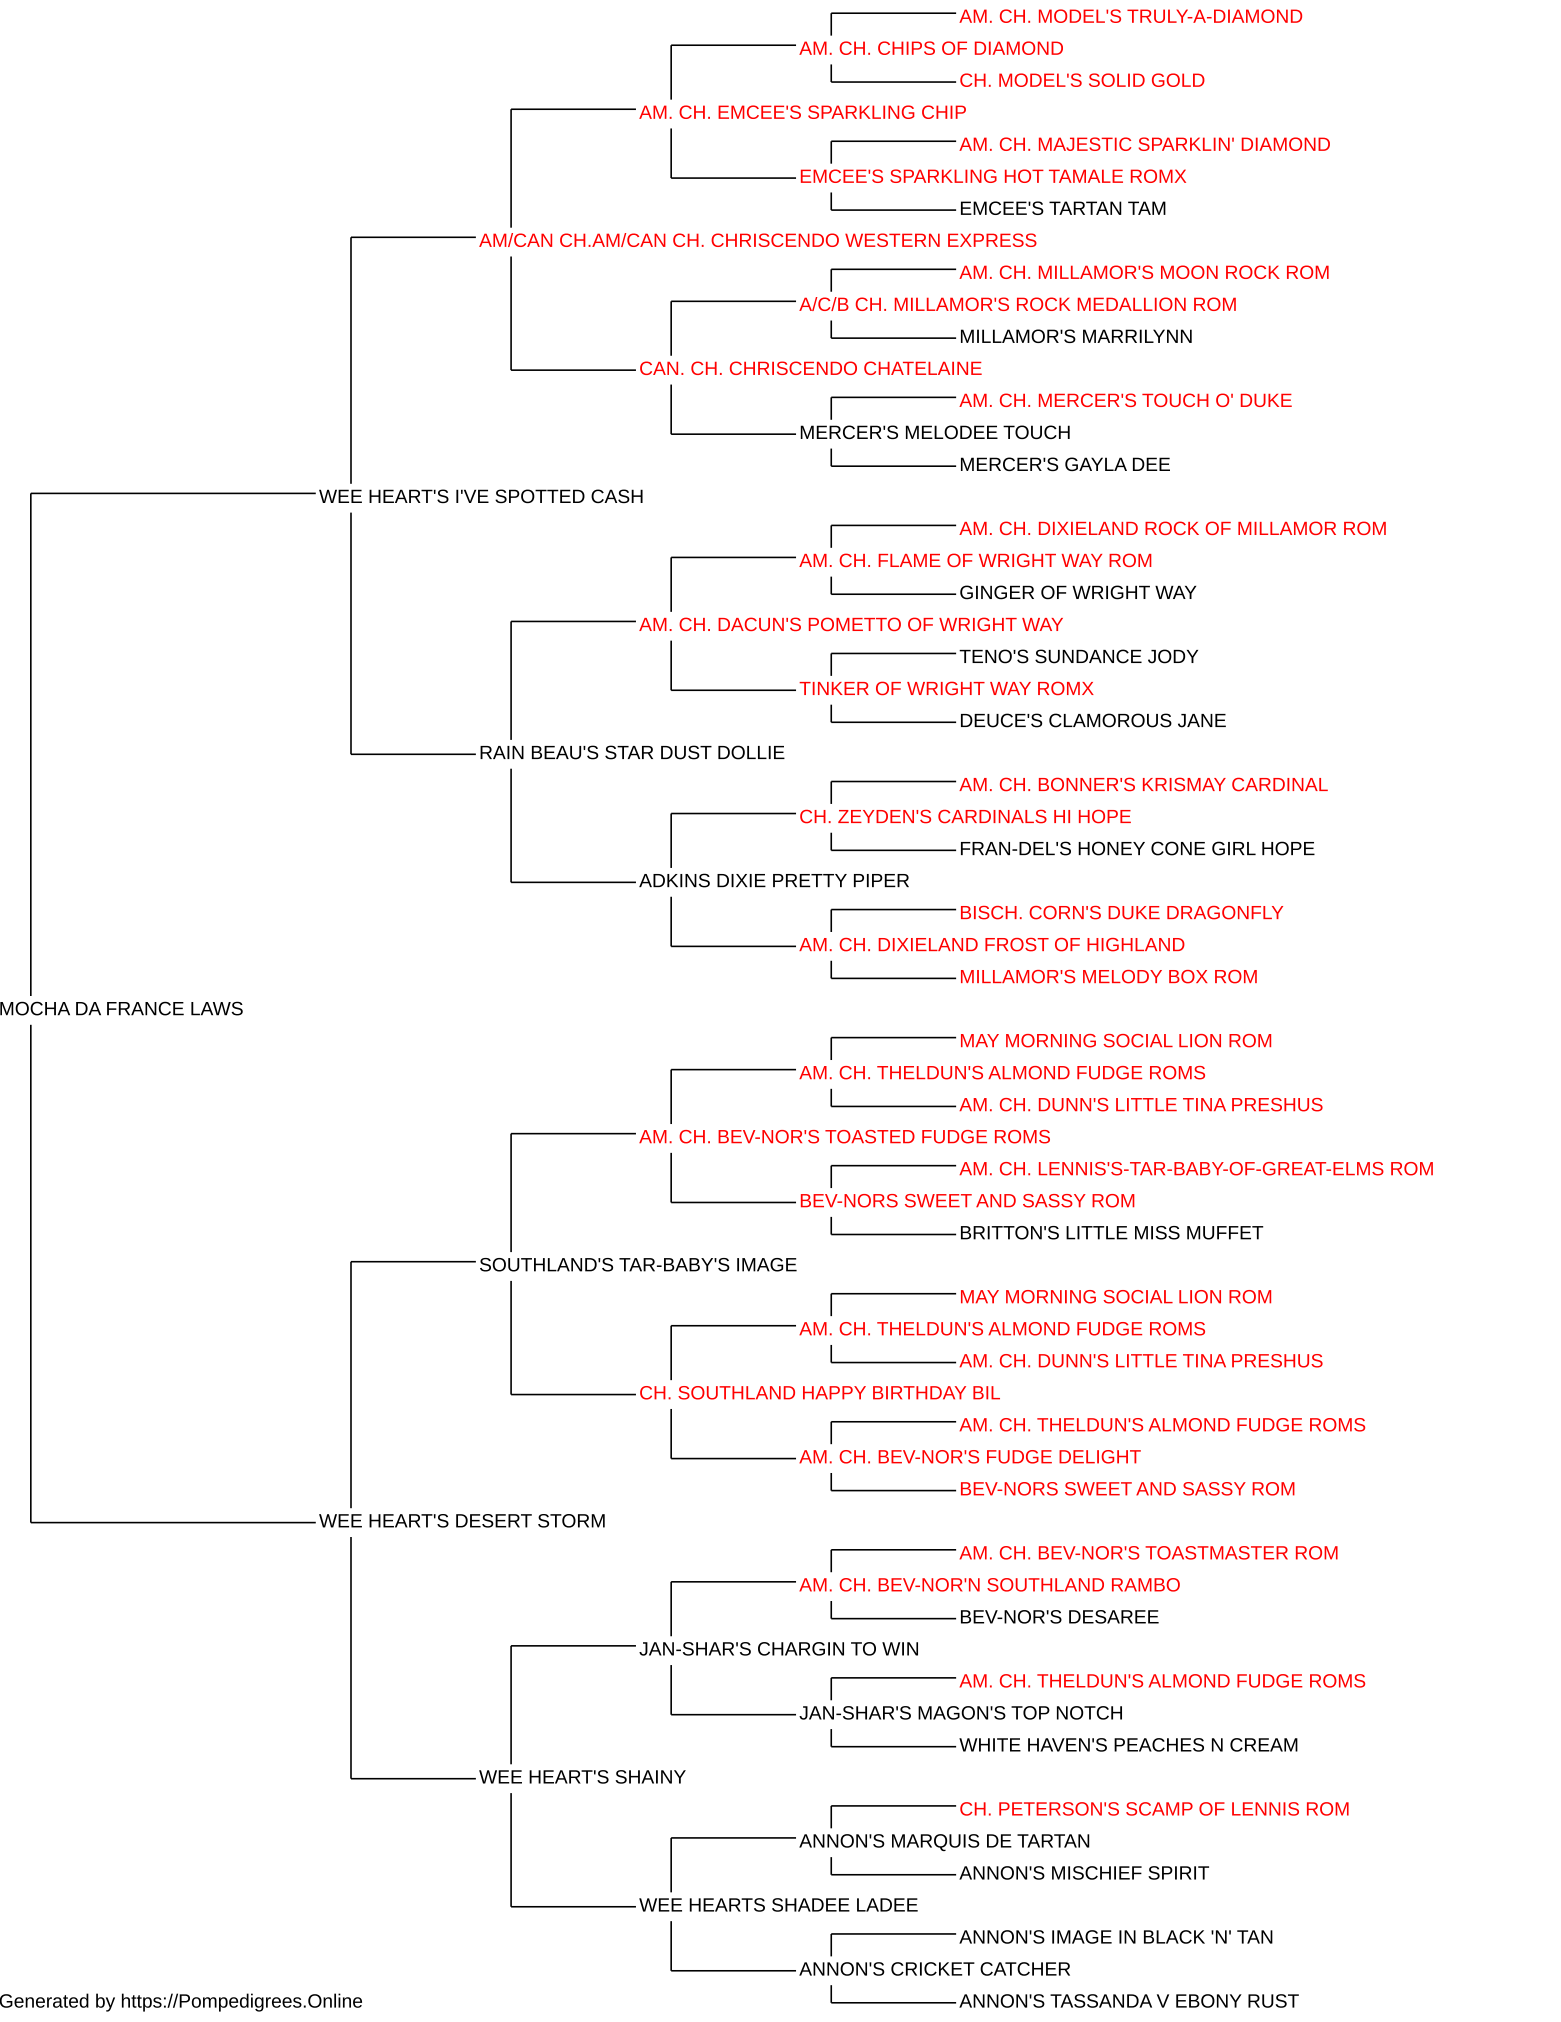 AM. CH. MODEL'S TRULY-A-DIAMOND
AM. CH. CHIPS OF DIAMOND
CH. MODEL'S SOLID GOLD
AM. CH. EMCEE'S SPARKLING CHIP
AM. CH. MAJESTIC SPARKLIN' DIAMOND
EMCEE'S SPARKLING HOT TAMALE ROMX
EMCEE'S TARTAN TAM
AM/CAN CH.AM/CAN CH. CHRISCENDO WESTERN EXPRESS
AM. CH. MILLAMOR'S MOON ROCK ROM
A/C/B CH. MILLAMOR'S ROCK MEDALLION ROM
MILLAMOR'S MARRILYNN
CAN. CH. CHRISCENDO CHATELAINE
AM. CH. MERCER'S TOUCH O' DUKE
MERCER'S MELODEE TOUCH
MERCER'S GAYLA DEE
WEE HEART'S I'VE SPOTTED CASH
AM. CH. DIXIELAND ROCK OF MILLAMOR ROM
AM. CH. FLAME OF WRIGHT WAY ROM
GINGER OF WRIGHT WAY
AM. CH. DACUN'S POMETTO OF WRIGHT WAY
TENO'S SUNDANCE JODY
TINKER OF WRIGHT WAY ROMX
DEUCE'S CLAMOROUS JANE
RAIN BEAU'S STAR DUST DOLLIE
AM. CH. BONNER'S KRISMAY CARDINAL
CH. ZEYDEN'S CARDINALS HI HOPE
FRAN-DEL'S HONEY CONE GIRL HOPE
ADKINS DIXIE PRETTY PIPER
BISCH. CORN'S DUKE DRAGONFLY
AM. CH. DIXIELAND FROST OF HIGHLAND
MILLAMOR'S MELODY BOX ROM
MOCHA DA FRANCE LAWS
MAY MORNING SOCIAL LION ROM
AM. CH. THELDUN'S ALMOND FUDGE ROMS
AM. CH. DUNN'S LITTLE TINA PRESHUS
AM. CH. BEV-NOR'S TOASTED FUDGE ROMS
AM. CH. LENNIS'S-TAR-BABY-OF-GREAT-ELMS ROM
BEV-NORS SWEET AND SASSY ROM
BRITTON'S LITTLE MISS MUFFET
SOUTHLAND'S TAR-BABY'S IMAGE
MAY MORNING SOCIAL LION ROM
AM. CH. THELDUN'S ALMOND FUDGE ROMS
AM. CH. DUNN'S LITTLE TINA PRESHUS
CH. SOUTHLAND HAPPY BIRTHDAY BIL
AM. CH. THELDUN'S ALMOND FUDGE ROMS
AM. CH. BEV-NOR'S FUDGE DELIGHT
BEV-NORS SWEET AND SASSY ROM
WEE HEART'S DESERT STORM
AM. CH. BEV-NOR'S TOASTMASTER ROM
AM. CH. BEV-NOR'N SOUTHLAND RAMBO
BEV-NOR'S DESAREE
JAN-SHAR'S CHARGIN TO WIN
AM. CH. THELDUN'S ALMOND FUDGE ROMS
JAN-SHAR'S MAGON'S TOP NOTCH
WHITE HAVEN'S PEACHES N CREAM
WEE HEART'S SHAINY
CH. PETERSON'S SCAMP OF LENNIS ROM
ANNON'S MARQUIS DE TARTAN
ANNON'S MISCHIEF SPIRIT
WEE HEARTS SHADEE LADEE
ANNON'S IMAGE IN BLACK 'N' TAN
ANNON'S CRICKET CATCHER
ANNON'S TASSANDA V EBONY RUST
Generated by https://Pompedigrees.Online